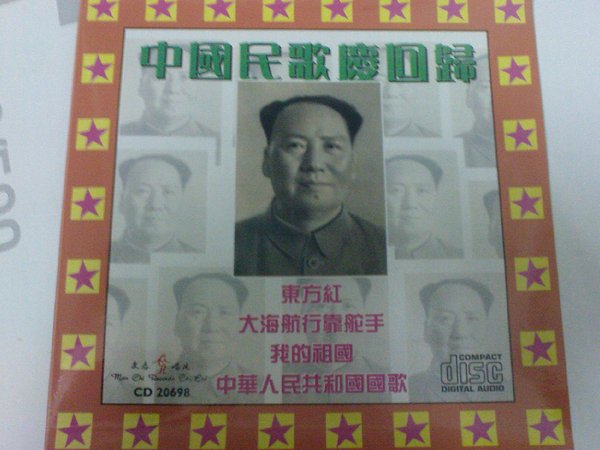 中國民歌慶回歸
東方紅
大海航行靠舵手
我的祖國
中華人民共和國國歌
CD 20698
COMPACT
disc
DIGITAL AUDIO